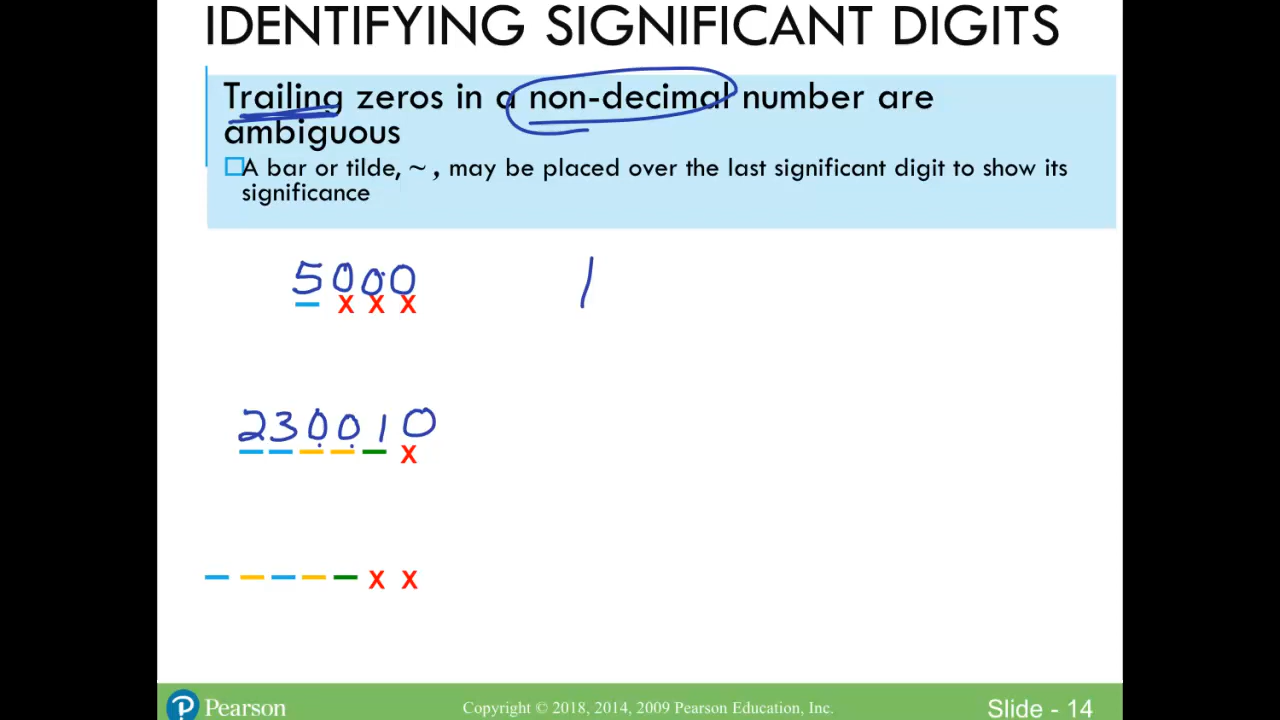 IDENTIFYING SIGNIFICANT DIGITS
Trailing zeros in a non-decimal number are
ambiguous
A bar or tilde, ~ , may be placed over the last significant digit to show its
significance
5000 1
x x x
230010
x
x x
Pearson Copyright © 2018, 2014, 2009 Pearson Education, Inc. Slide - 14